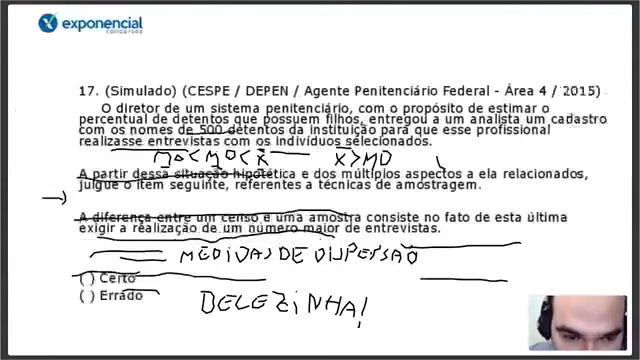 exponencial
concursos
17. (Simulado) (CESPE / DEPEN / Agente Penitenciário Federal - Área 4 / 2015)
O diretor de um sistema penitenciário, com o propósito de estimar o
percentual de detentos que possuem filhos, entregou a um analista um cadastro
com os nomes de 500 detentos da instituição para que esse profissional
realizasse entrevistas com os indivíduos selecionados.
X>MO
A partir dessa situação hipotética e dos múltiplos aspectos a ela relacionados,
julgue o item seguinte, referentes a técnicas de amostragem.
A diferença entre um censo e uma amostra consiste no fato de esta última
exigir a realização de um número maior de entrevistas.
MEDIDAS DE DISPERSÃO
( ) Certo
( ) Errado
BELEZINHA!